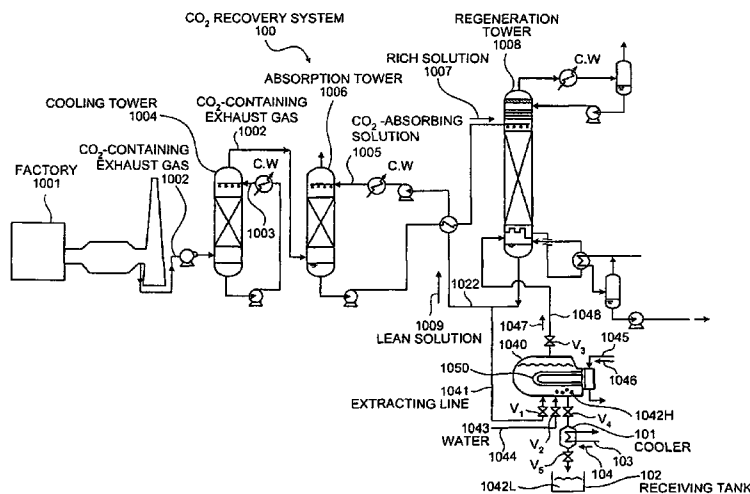 CO₂ RECOVERY SYSTEM
100
REGENERATION
TOWER
1008
C.W
RICH SOLUTION
1007
ABSORPTION TOWER
1006
CO₂-CONTAINING
EXHAUST GAS
1002
CO₂-ABSORBING
SOLUTION
1005
C.W
COOLING TOWER
1004
C.W
1003
CO₂-CONTAINING
EXHAUST GAS
1002
FACTORY
1001
1022
1009
LEAN SOLUTION
1047
1048
1040
V₃
1045
1046
1050
1041
EXTRACTING LINE
1042H
V₁
V₄
1043
WATER
1044
V₂
101
COOLER
103
V₅
104
1042L
102
RECEIVING TANK